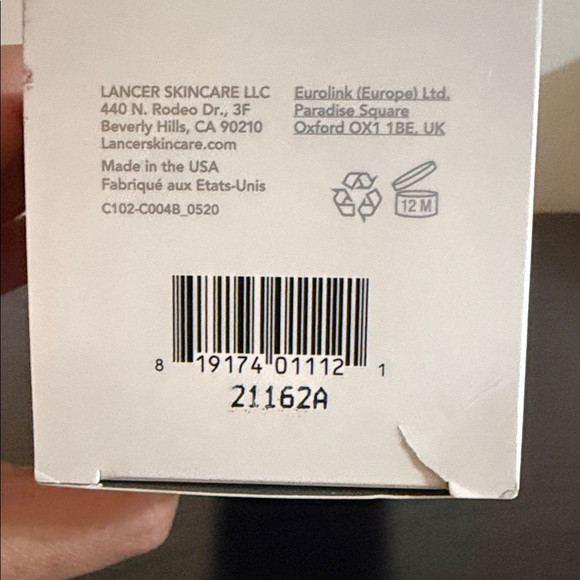 LANCER SKINCARE LLC
440 N. Rodeo Dr., 3F
Beverly Hills, CA 90210
Lancerskincare.com
Made in the USA
Fabriqué aux Etats-Unis
C102-C004B_0520
Eurolink (Europe) Ltd.
Paradise Square
Oxford OX1 1BE. UK
12 M
8 19174 01112 1
21162A